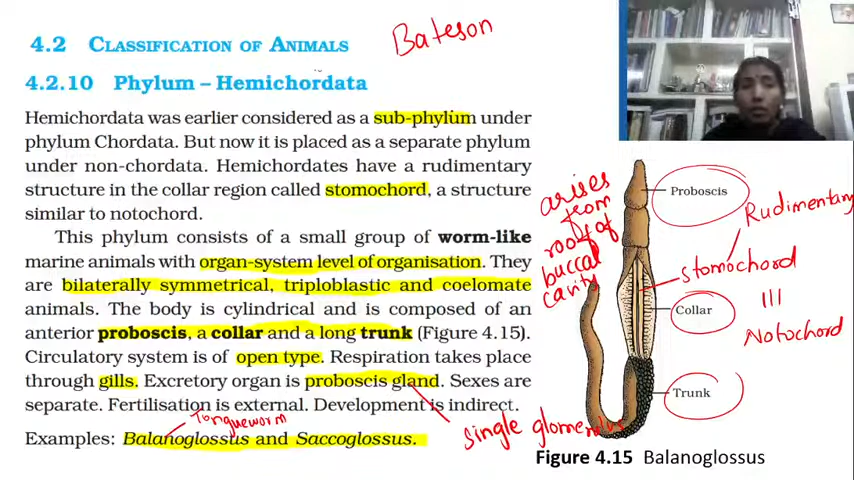 4.2 CLASSIFICATION OF ANIMALS
Bateson
4.2.10 Phylum – Hemichordata
Hemichordata was earlier considered as a sub-phylum under
phylum Chordata. But now it is placed as a separate phylum
under non-chordata. Hemichordates have a rudimentary
structure in the collar region called stomochord, a structure
similar to notochord.
This phylum consists of a small group of worm-like
marine animals with organ-system level of organisation. They
are bilaterally symmetrical, triploblastic and coelomate
animals. The body is cylindrical and is composed of an
anterior proboscis, a collar and a long trunk (Figure 4.15).
Circulatory system is of open type. Respiration takes place
through gills. Excretory organ is proboscis gland. Sexes are
separate. Fertilisation is external. Development is indirect.
Tongueworm
Examples: Balanoglossus and Saccoglossus.
single glomerulus
arises
from
roof of
buccal
cavity
Proboscis
Rudimentary
stomochord
Collar
Notochord
Trunk
Figure 4.15 Balanoglossus